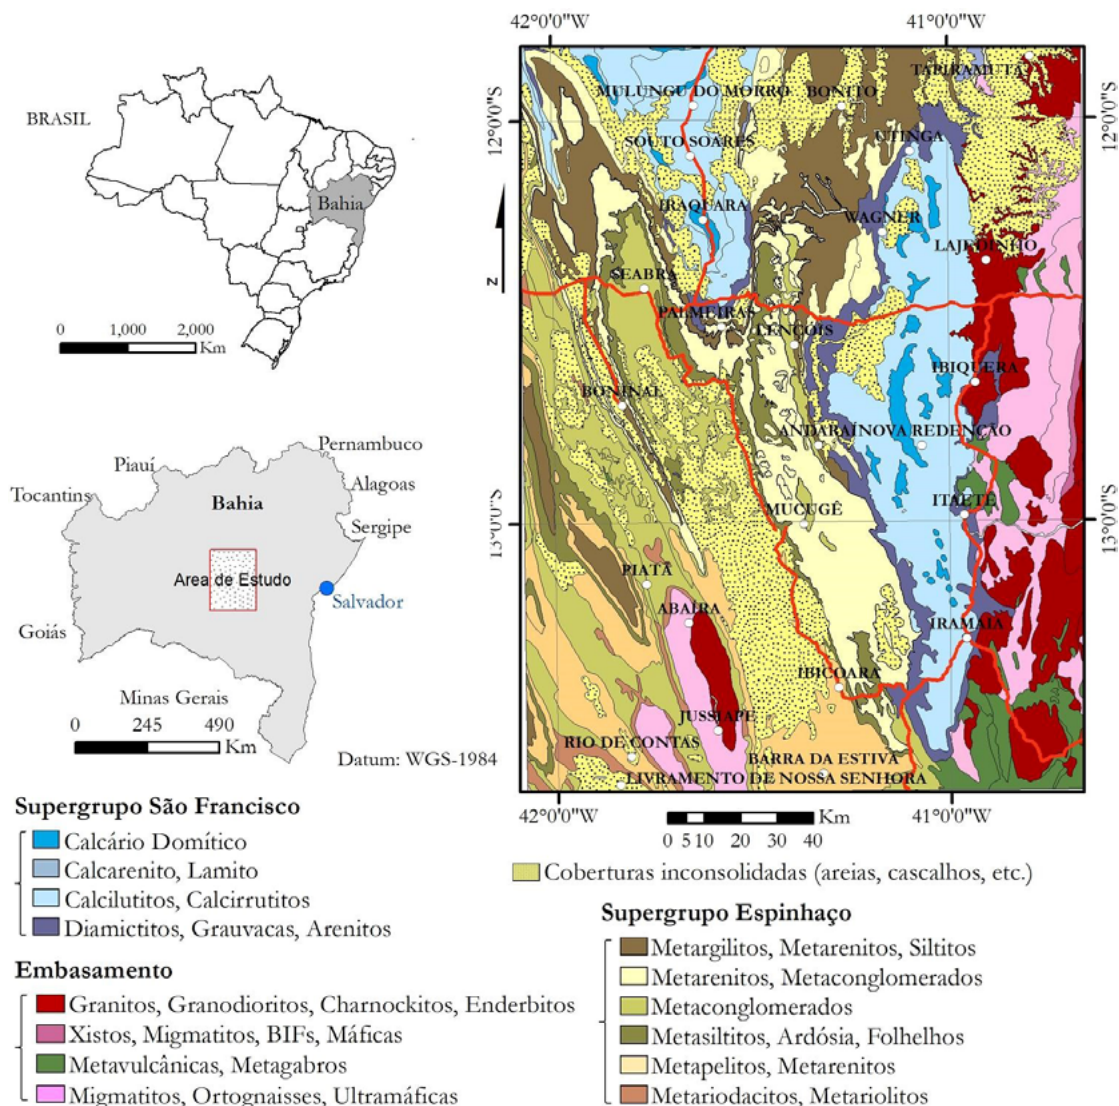 BRASIL
Bahia
0 1,000 2,000
Km
Pernambuco
Piauí
Alagoas
Tocantins
Bahia
Sergipe
Area de Estudo
Salvador
Goiás
Minas Gerais
0 245 490
Km
Datum: WGS-1984
42°0'0"W 41°0'0"W
12°0'0"S 12°0'0"S
TAPIRAMUTÁ
MULUNGU DO MORRO BONITO
SOUTO SOARES UTINGA
IRAQUARA WAGNER
LAJEDINHO
SEABRA
N
PALMEIRAS LENÇÓIS
IBIQUERA
BONINAL
ANDARAÍ NOVA REDENÇÃO
ITAETÊ
MUCUGÊ
13°0'0"S 13°0'0"S
PIATÃ
ABAÍRA
IRAMAIA
IBICOARA
JUSSIAPE
RIO DE CONTAS BARRA DA ESTIVA
LIVRAMENTO DE NOSSA SENHORA
42°0'0"W 41°0'0"W
0 5 10 20 30 40
Km
Supergrupo São Francisco
Calcário Domítico
Calcarenito, Lamito
Calcilutitos, Calcirrutitos
Diamictitos, Grauvacas, Arenitos
Embasamento
Granitos, Granodioritos, Charnockitos, Enderbitos
Xistos, Migmatitos, BIFs, Máficas
Metavulcânicas, Metagabros
Migmatitos, Ortognaisses, Ultramáficas
Coberturas inconsolidadas (areias, cascalhos, etc.)
Supergrupo Espinhaço
Metargilitos, Metarenitos, Siltitos
Metarenitos, Metaconglomerados
Metaconglomerados
Metasiltitos, Ardósia, Folhelhos
Metapelitos, Metarenitos
Metariodacitos, Metariolitos